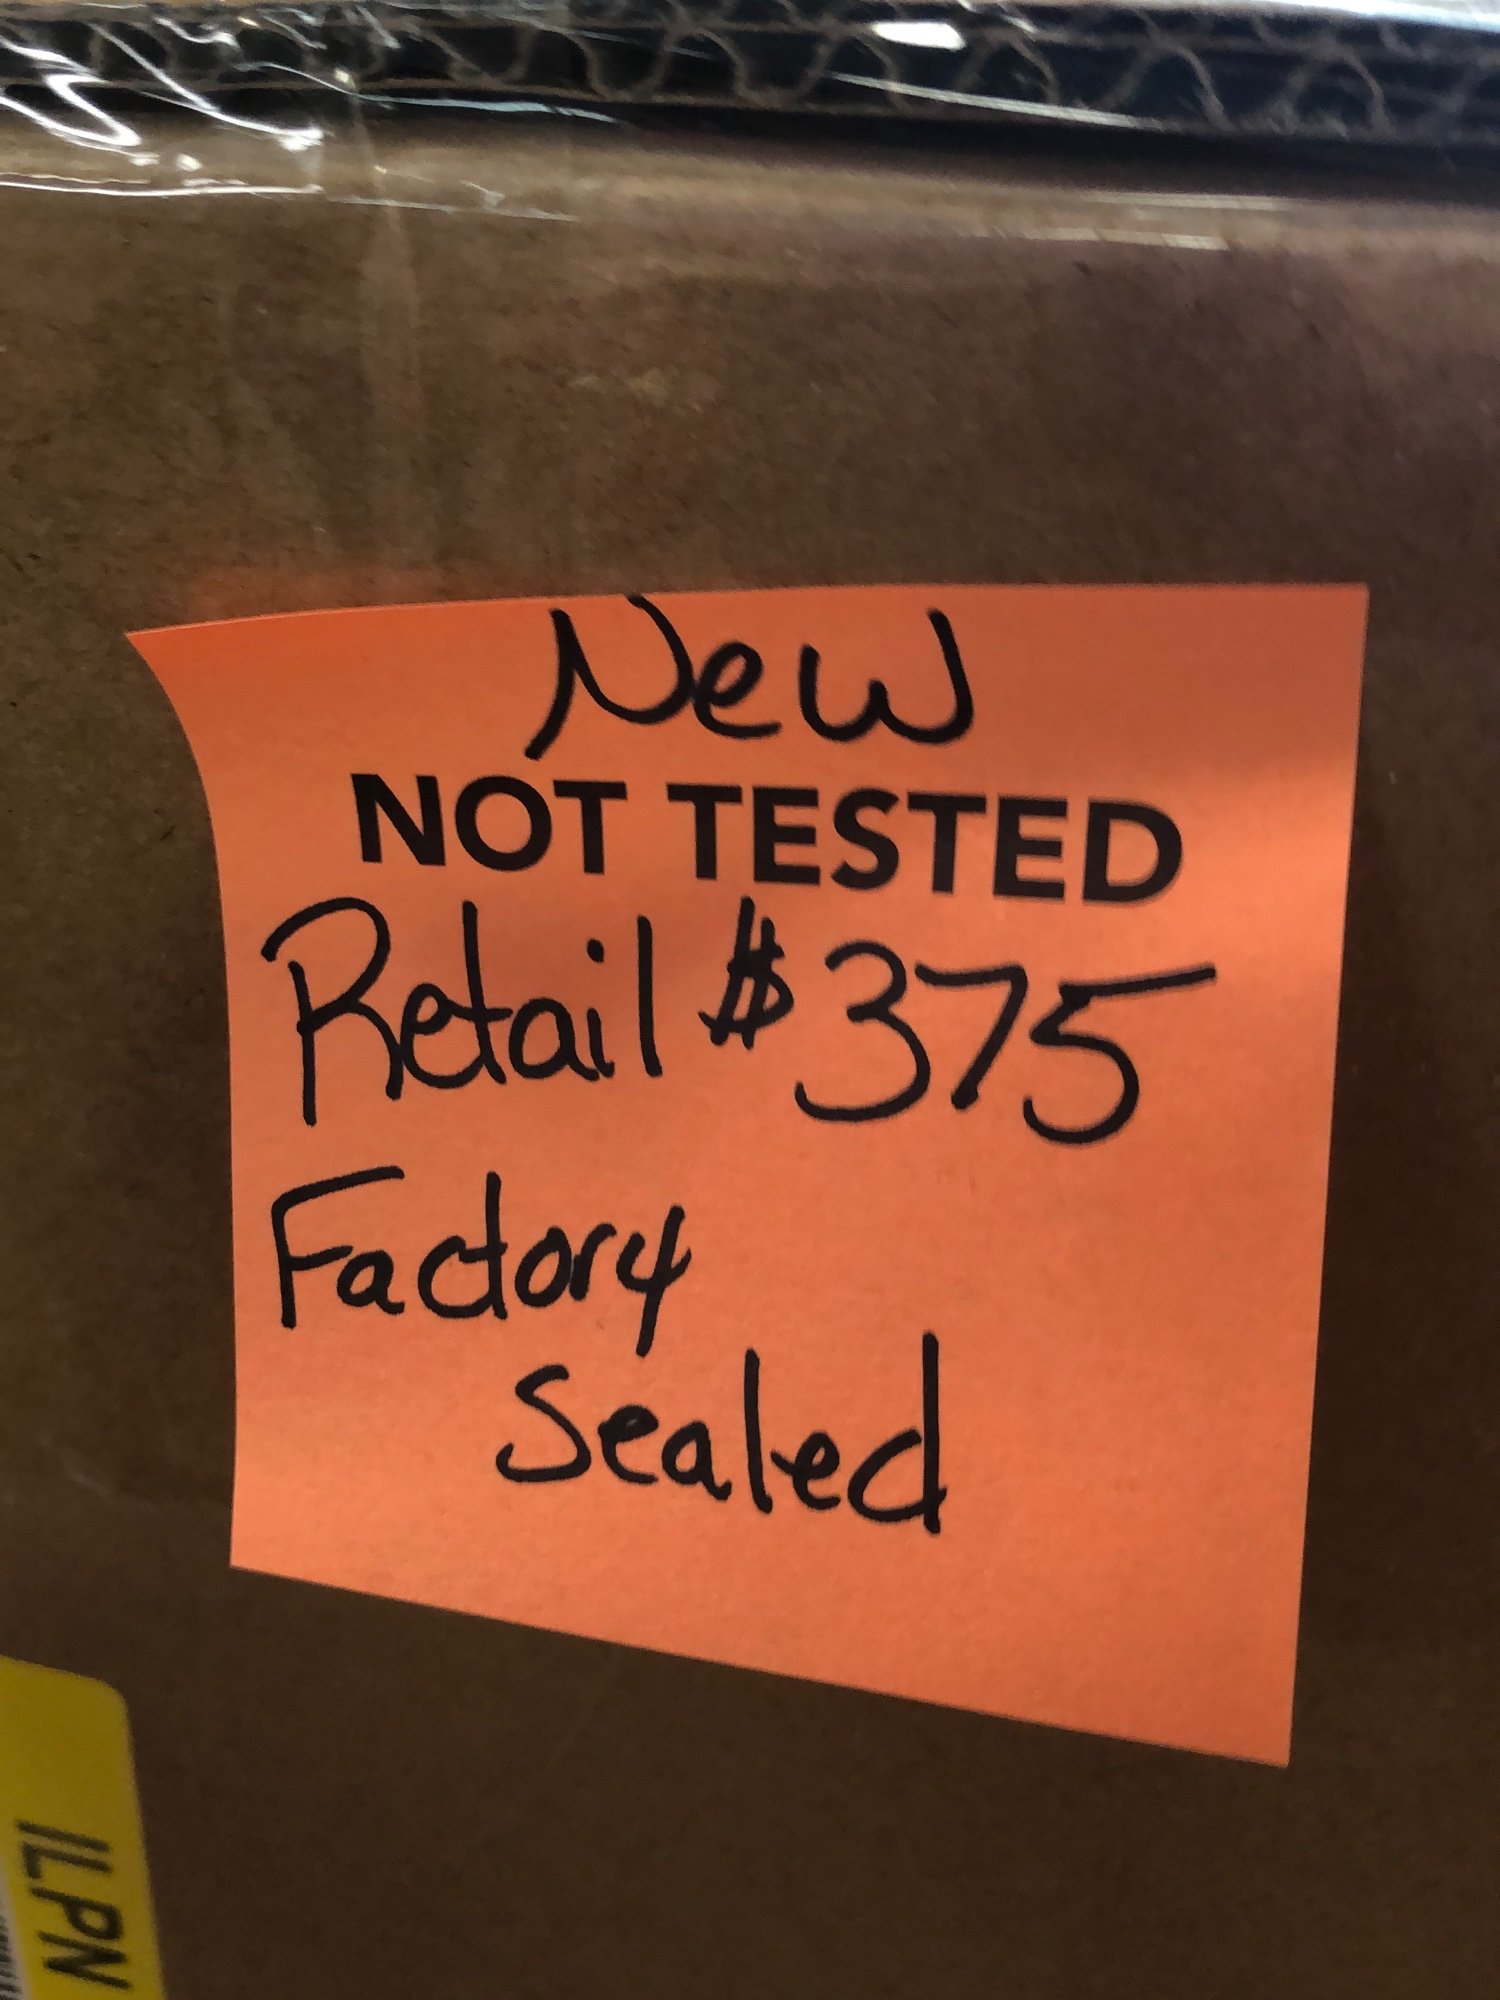 New
NOT TESTED
Retail $375
Factory
Sealed
ILPN